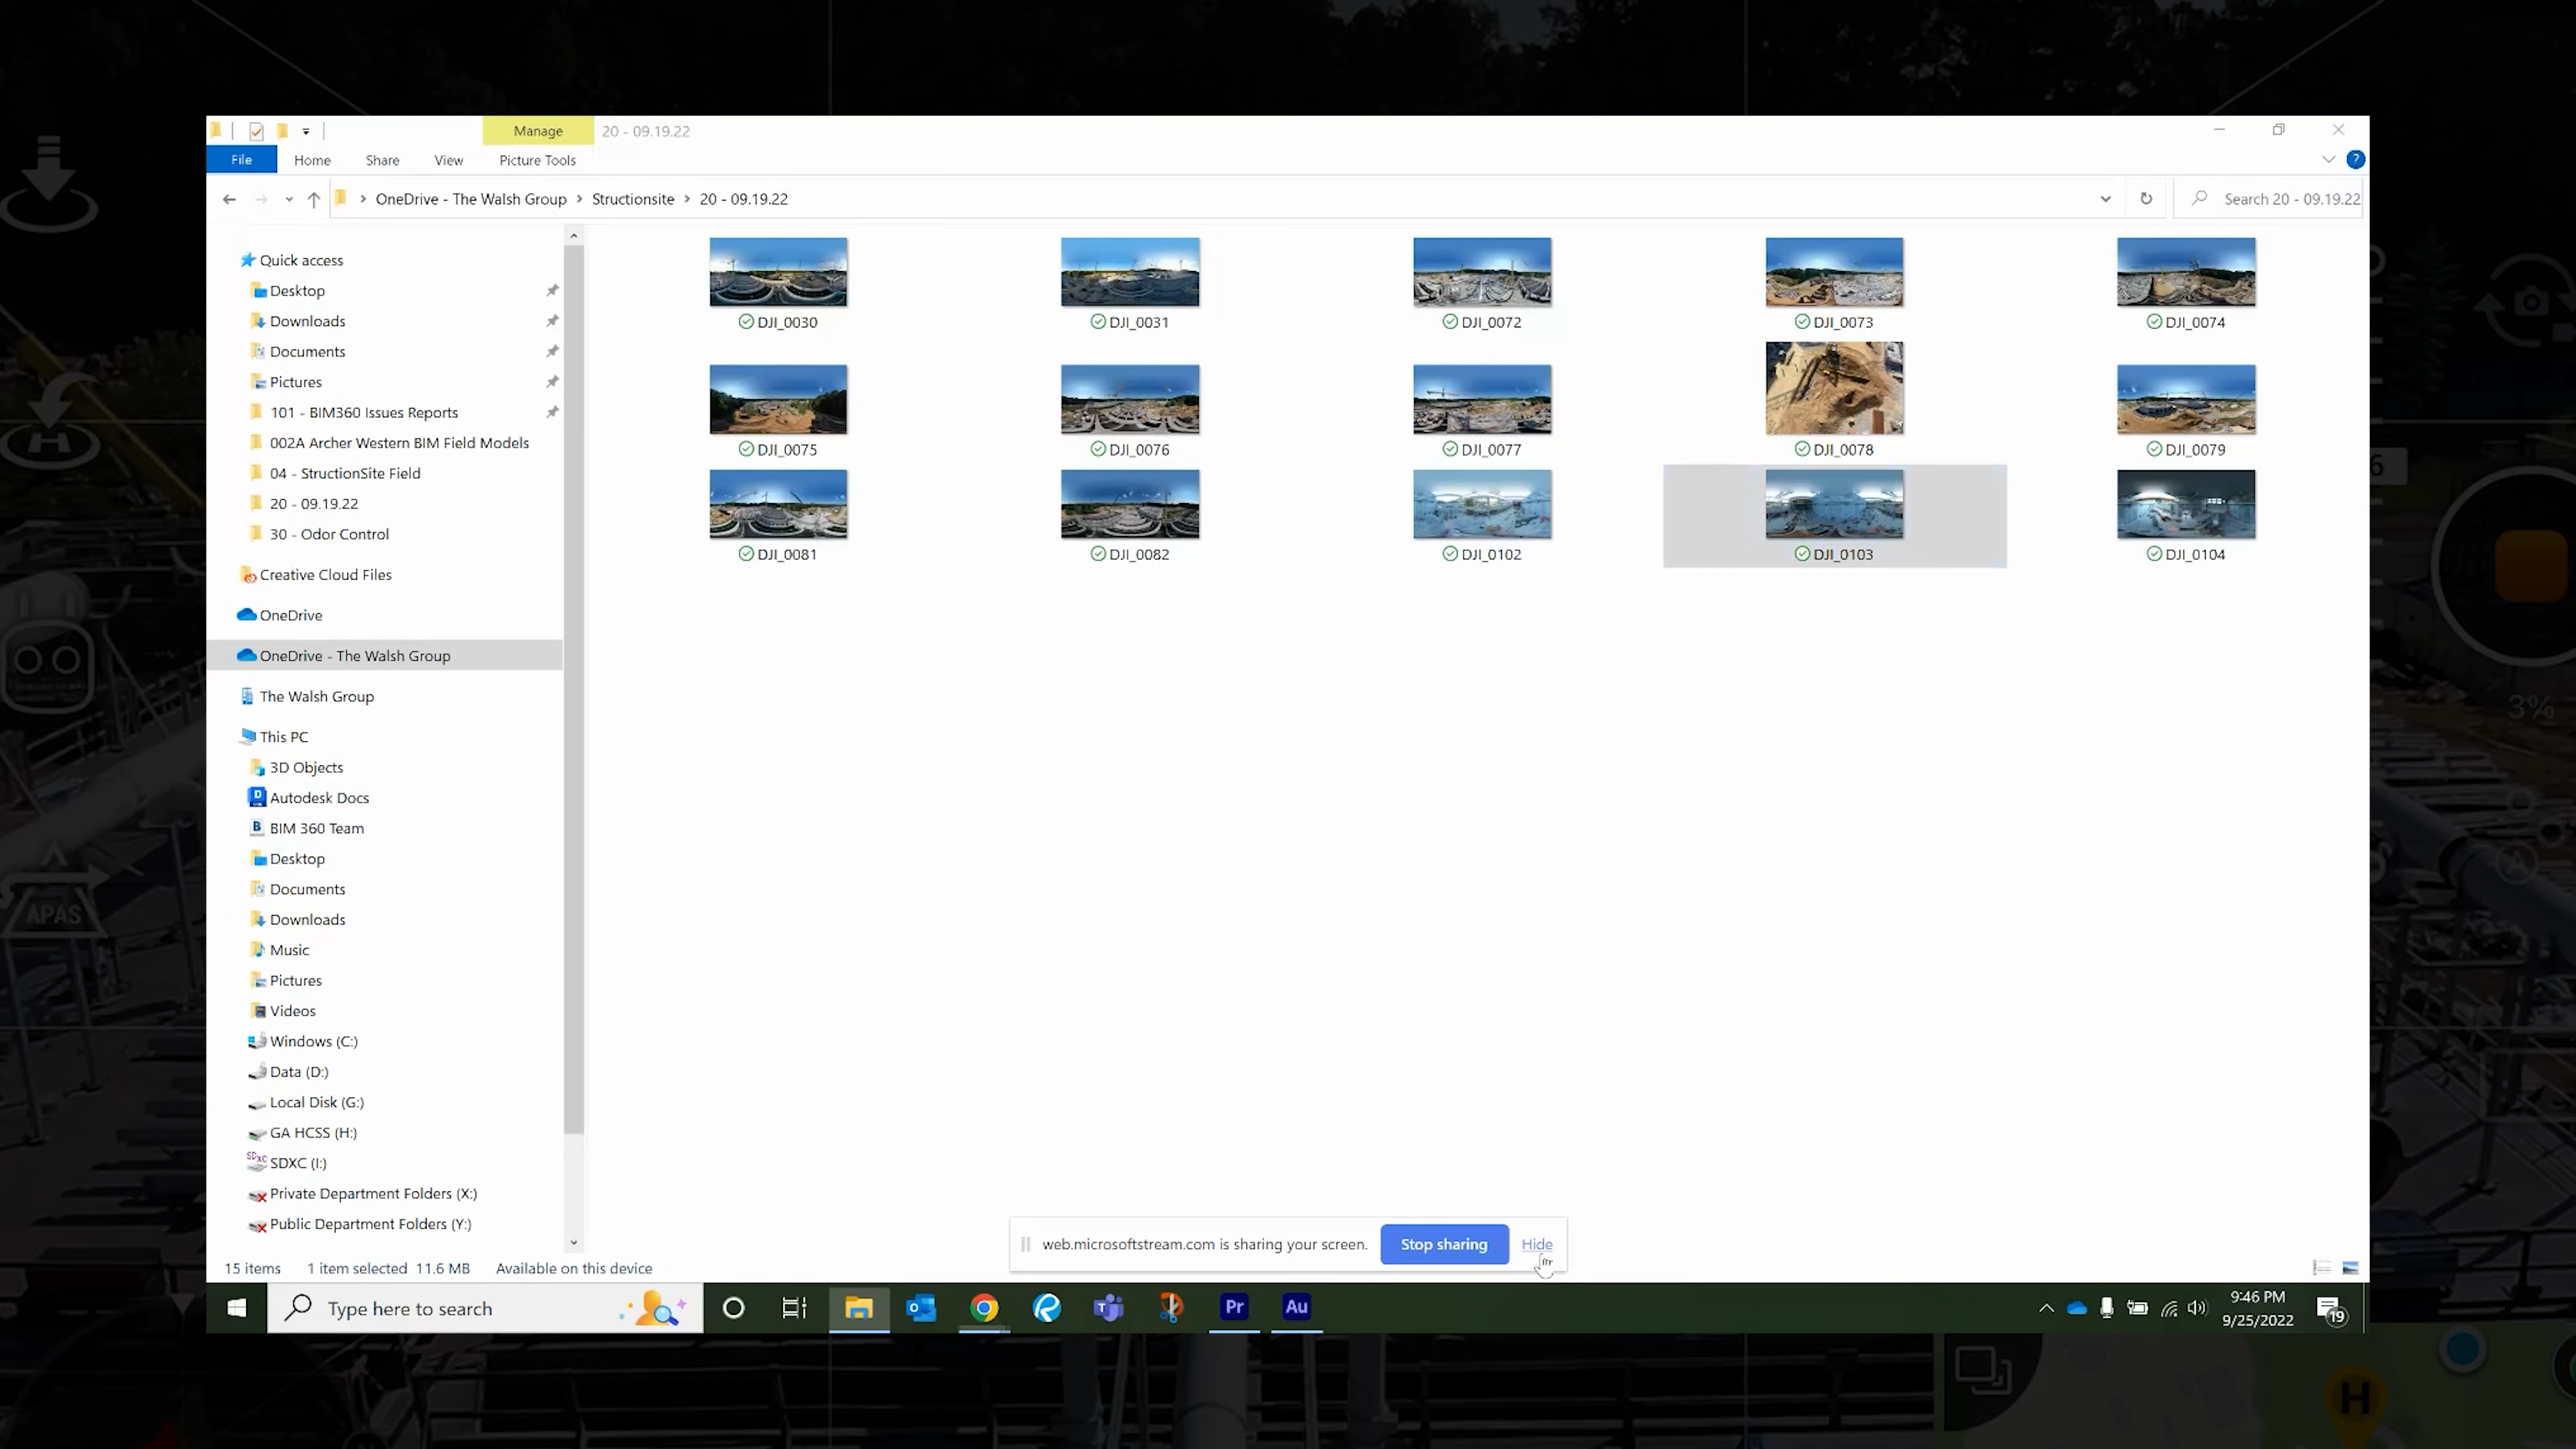 Manage
20 - 09.19.22
File
Home
Share
View
Picture Tools
OneDrive - The Walsh Group
Structionsite
20 - 09.19.22
Search 20 - 09.19.22
Quick access
Desktop
Downloads
Documents
Pictures
101 - BIM360 Issues Reports
002A Archer Western BIM Field Models
04 - StructionSite Field
20 - 09.19.22
30 - Odor Control
Creative Cloud Files
OneDrive
OneDrive - The Walsh Group
The Walsh Group
This PC
3D Objects
Autodesk Docs
BIM 360 Team
Desktop
Documents
Downloads
Music
Pictures
Videos
Windows (C:)
Data (D:)
Local Disk (G:)
GA HCSS (H:)
SDXC (I:)
Private Department Folders (X:)
Public Department Folders (Y:)
DJI_0030
DJI_0031
DJI_0072
DJI_0073
DJI_0074
DJI_0075
DJI_0076
DJI_0077
DJI_0078
DJI_0079
DJI_0081
DJI_0082
DJI_0102
DJI_0103
DJI_0104
web.microsoftstream.com is sharing your screen.
Stop sharing
Hide
15 items
1 item selected 11.6 MB
Available on this device
Type here to search
Pr
Au
9:46 PM
9/25/2022
19
APAS
3%
H
H